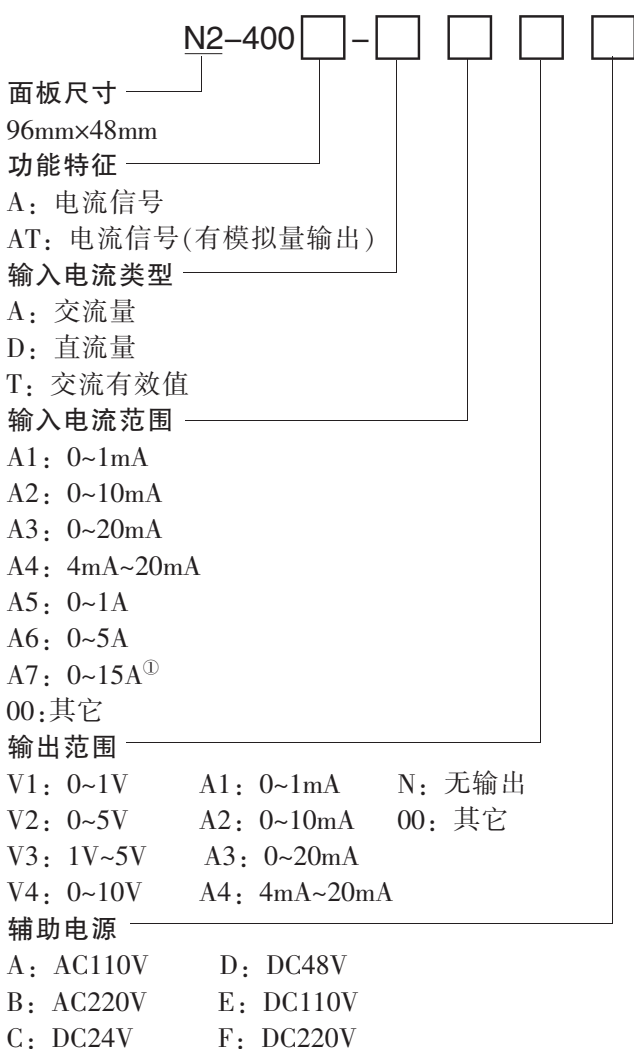 N2-400□-□ □ □ □
面板尺寸
96mm×48mm
功能特征
A：电流信号
AT：电流信号(有模拟量输出)
输入电流类型
A：交流量
D：直流量
T：交流有效值
输入电流范围
A1：0~1mA
A2：0~10mA
A3：0~20mA
A4：4mA~20mA
A5：0~1A
A6：0~5A
A7：0~15A①
00:其它
输出范围
V1：0~1V A1：0~1mA N：无输出
V2：0~5V A2：0~10mA 00：其它
V3：1V~5V A3：0~20mA
V4：0~10V A4：4mA~20mA
辅助电源
A：AC110V D：DC48V
B：AC220V E：DC110V
C：DC24V F：DC220V